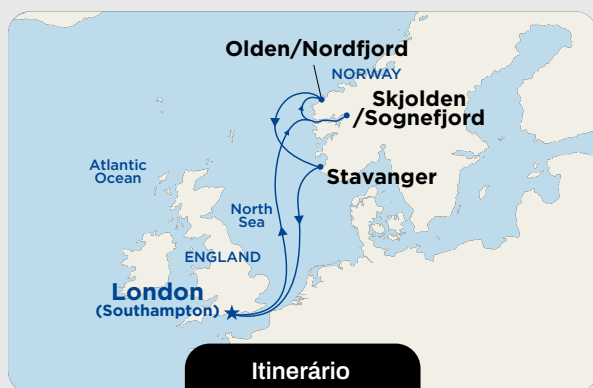 Olden/Nordfjord
NORWAY
Skjolden
/Sognefjord
Stavanger
Atlantic
Ocean
North
Sea
ENGLAND
London
(Southampton)
Itinerário